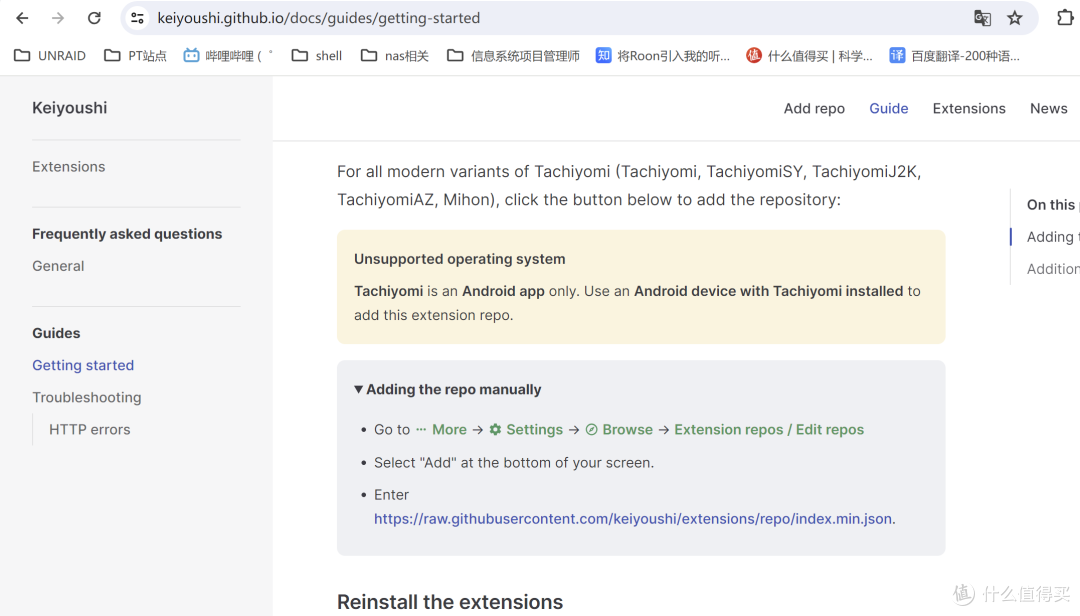 keiyoushi.github.io/docs/guides/getting-started
UNRAID PT站点 哔哩哔哩 ( ゜ shell nas相关 信息系统项目管理师 知 将Roon引入我的听... 值 什么值得买 | 科学... 译 百度翻译-200种语...
Keiyoushi
Add repo Guide Extensions News
Extensions
Frequently asked questions
General
Guides
Getting started
Troubleshooting
HTTP errors
For all modern variants of Tachiyomi (Tachiyomi, TachiyomiSY, TachiyomiJ2K,
TachiyomiAZ, Mihon), click the button below to add the repository:
Unsupported operating system
Tachiyomi is an Android app only. Use an Android device with Tachiyomi installed to
add this extension repo.
▼ Adding the repo manually
• Go to ··· More → Settings → Browse → Extension repos / Edit repos
• Select "Add" at the bottom of your screen.
• Enter
https://raw.githubusercontent.com/keiyoushi/extensions/repo/index.min.json.
Reinstall the extensions
On this
Adding
Addition
值 什么值得买